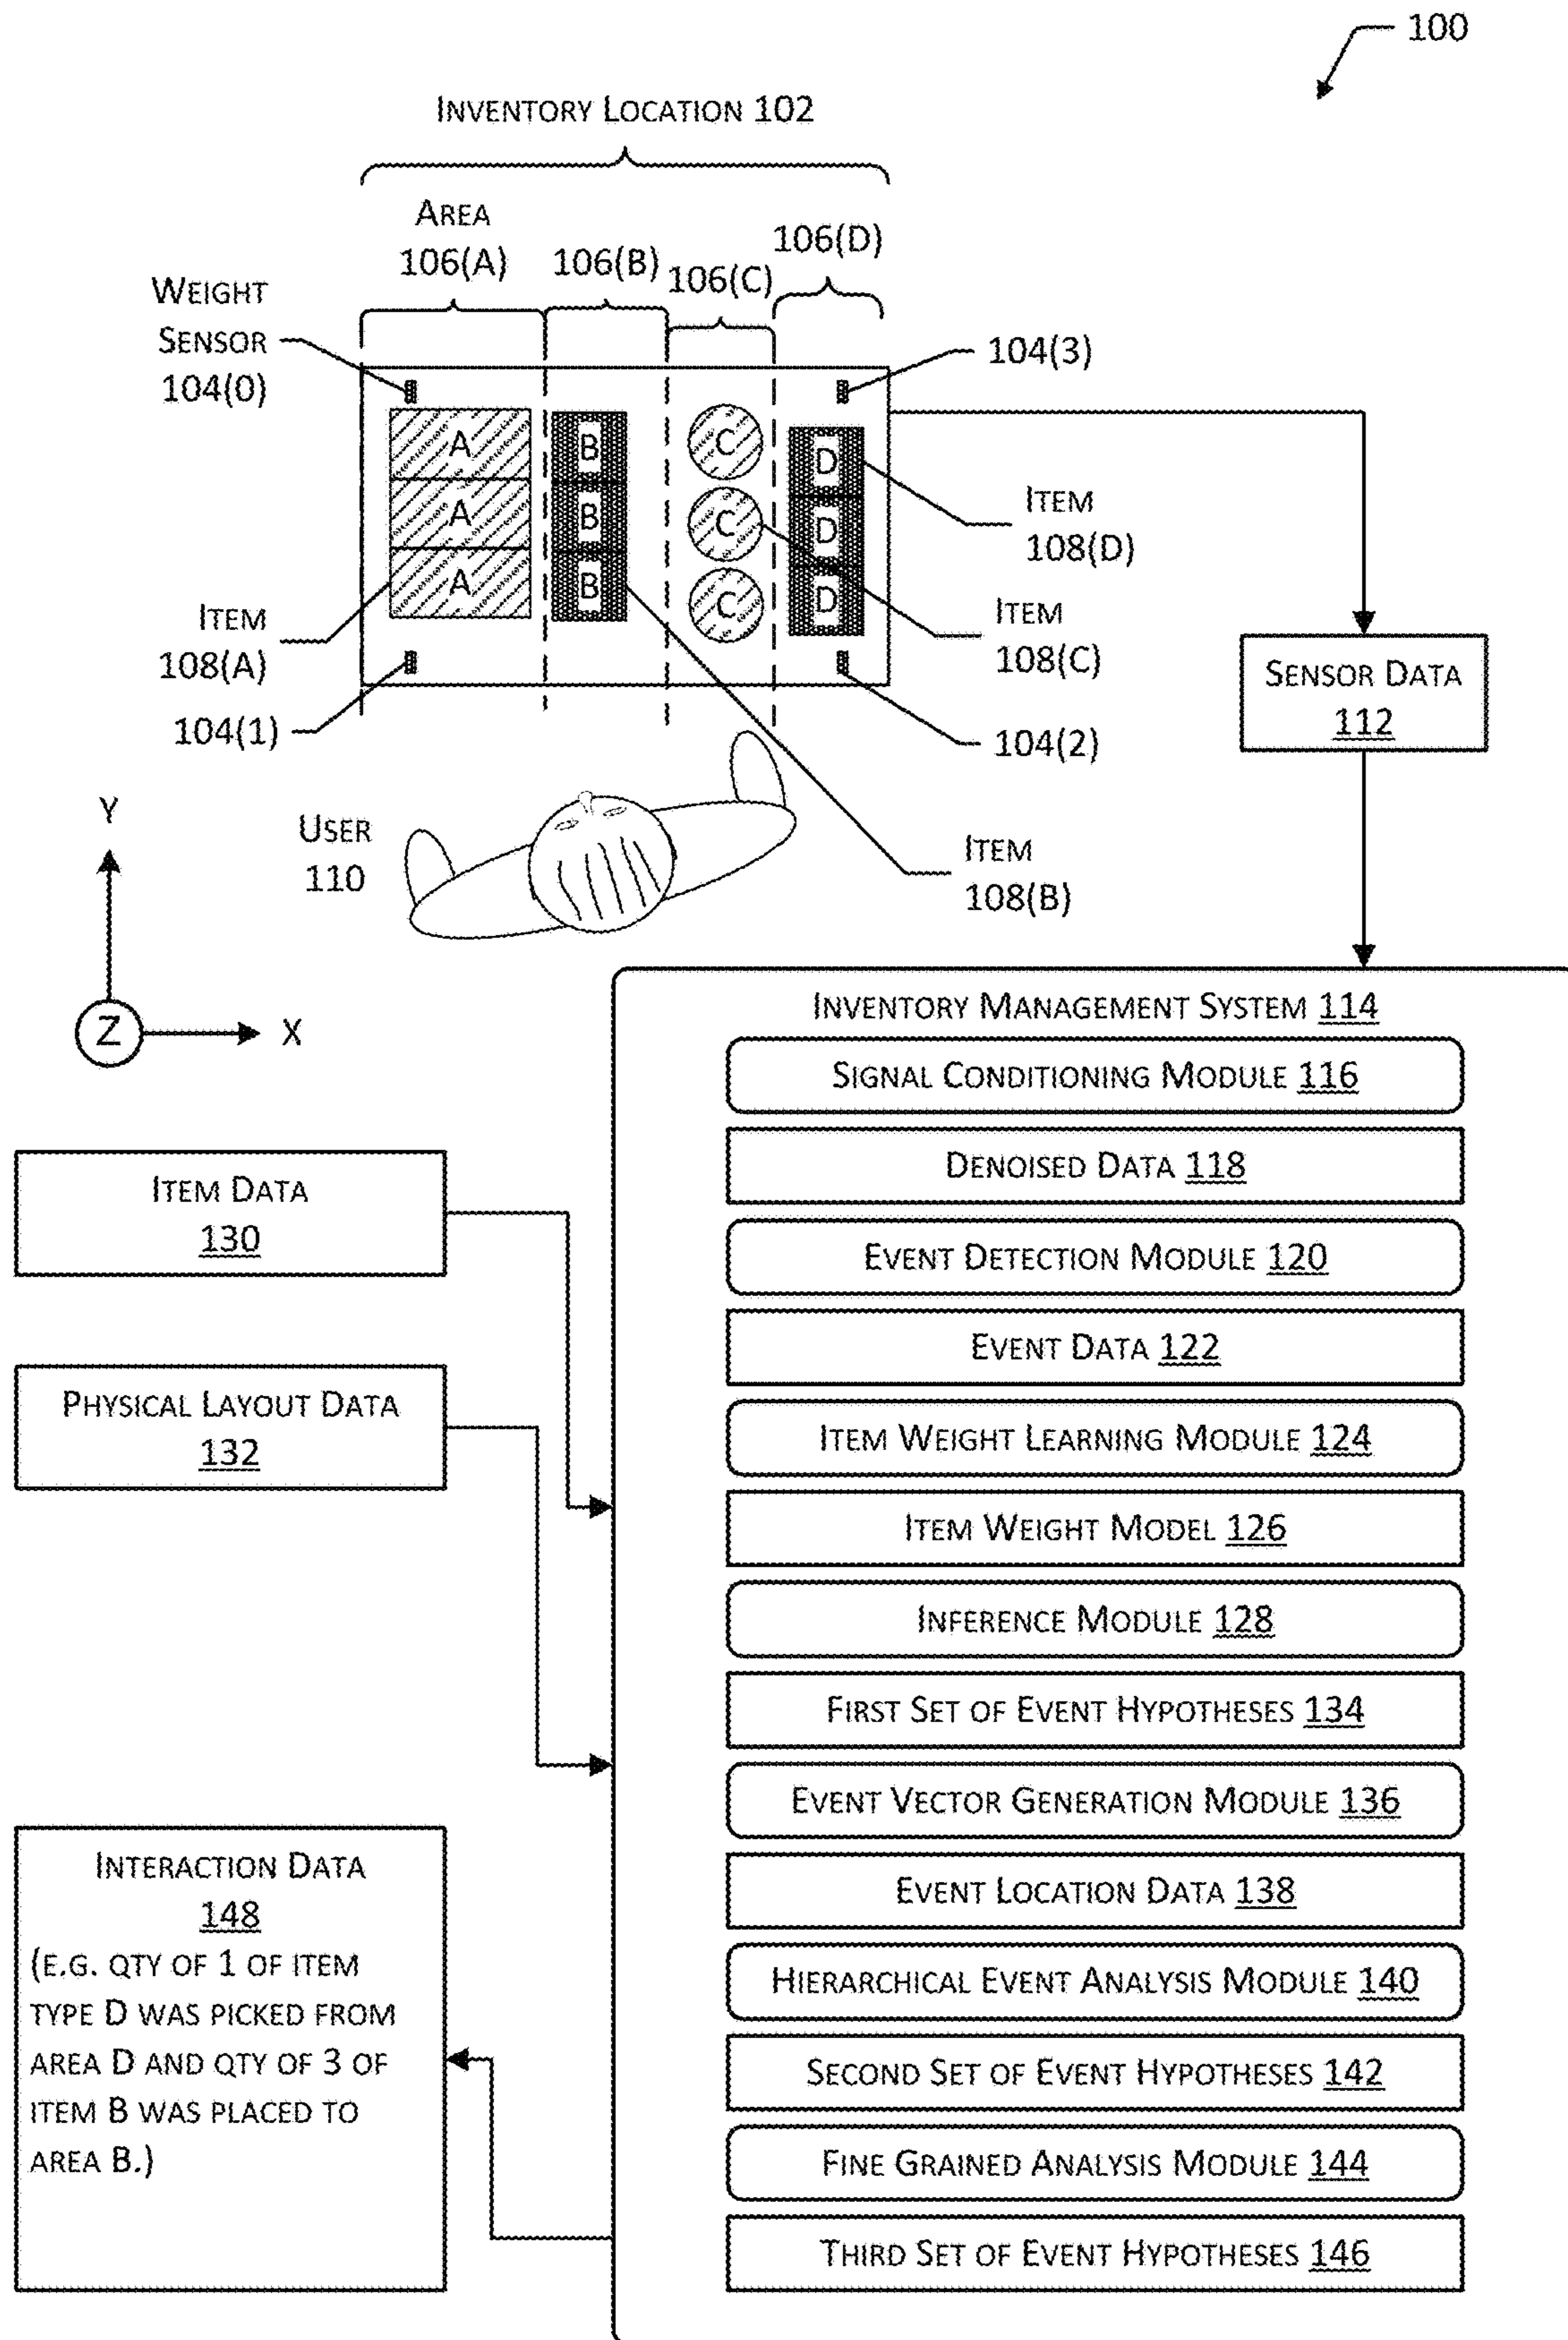 100
INVENTORY LOCATION 102
AREA
106(A)
106(B)
106(C)
106(D)
WEIGHT
SENSOR
104(0)
104(3)
A
A
A
B
B
B
C
C
C
D
D
D
ITEM
108(D)
ITEM
108(A)
ITEM
108(C)
104(1)
104(2)
SENSOR DATA
112
USER
110
ITEM
108(B)
Y
Z
X
INVENTORY MANAGEMENT SYSTEM 114
SIGNAL CONDITIONING MODULE 116
DENOISED DATA 118
EVENT DETECTION MODULE 120
EVENT DATA 122
ITEM WEIGHT LEARNING MODULE 124
ITEM WEIGHT MODEL 126
INFERENCE MODULE 128
FIRST SET OF EVENT HYPOTHESES 134
EVENT VECTOR GENERATION MODULE 136
EVENT LOCATION DATA 138
HIERARCHICAL EVENT ANALYSIS MODULE 140
SECOND SET OF EVENT HYPOTHESES 142
FINE GRAINED ANALYSIS MODULE 144
THIRD SET OF EVENT HYPOTHESES 146
ITEM DATA
130
PHYSICAL LAYOUT DATA
132
INTERACTION DATA
148
(E.G. QTY OF 1 OF ITEM
TYPE D WAS PICKED FROM
AREA D AND QTY OF 3 OF
ITEM B WAS PLACED TO
AREA B.)